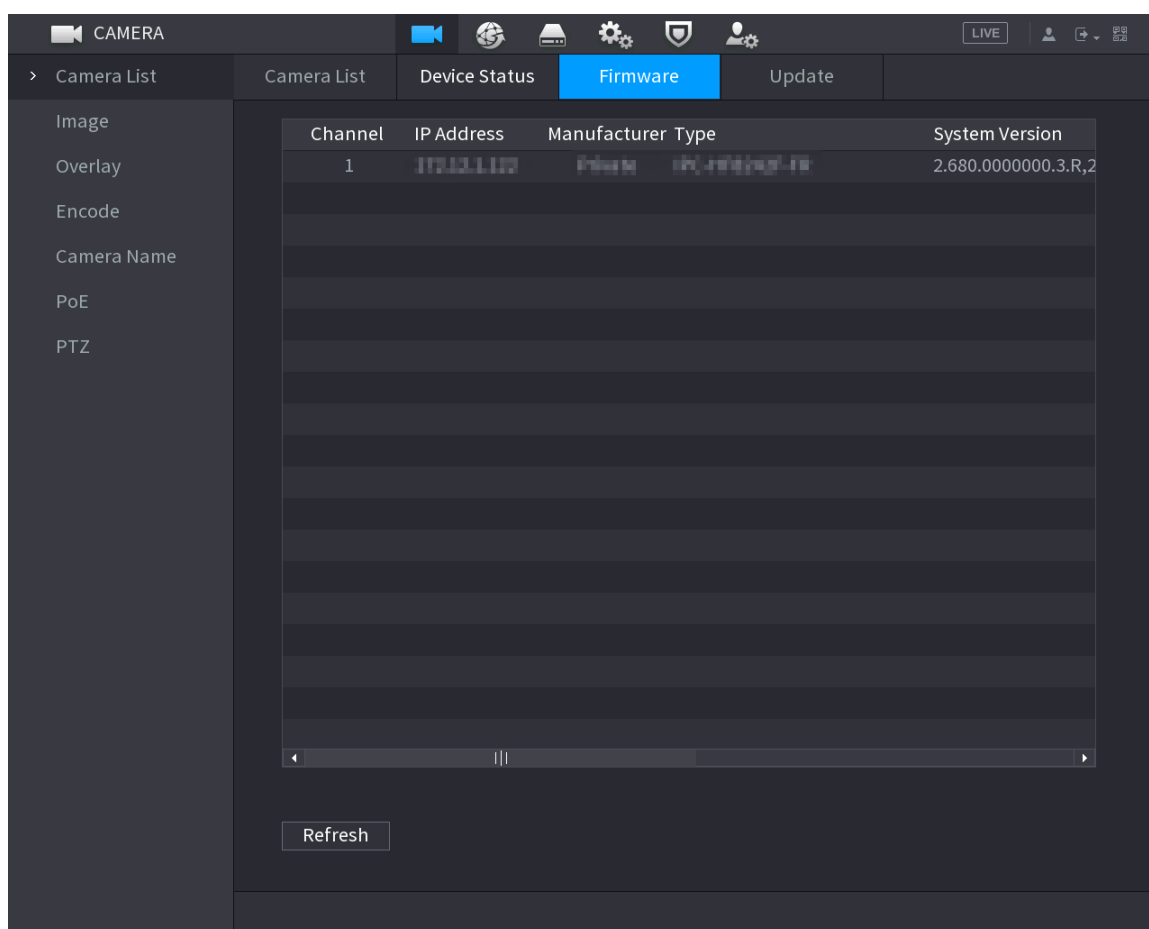 CAMERA
LIVE
Camera List
Image
Overlay
Encode
Camera Name
PoE
PTZ
Camera List Device Status Firmware Update
Channel IP Address Manufacturer Type System Version
1 2.680.0000000.3.R,2
Refresh